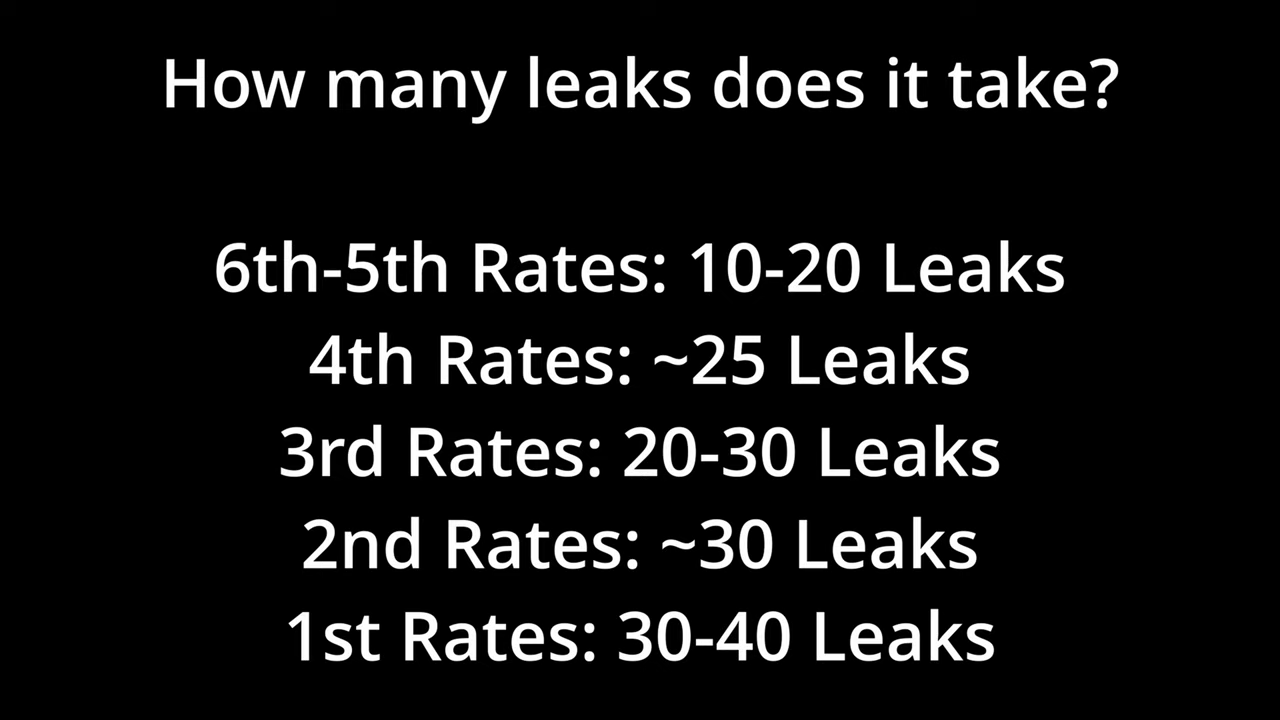 How many leaks does it take?
6th-5th Rates: 10-20 Leaks
4th Rates: ~25 Leaks
3rd Rates: 20-30 Leaks
2nd Rates: ~30 Leaks
1st Rates: 30-40 Leaks